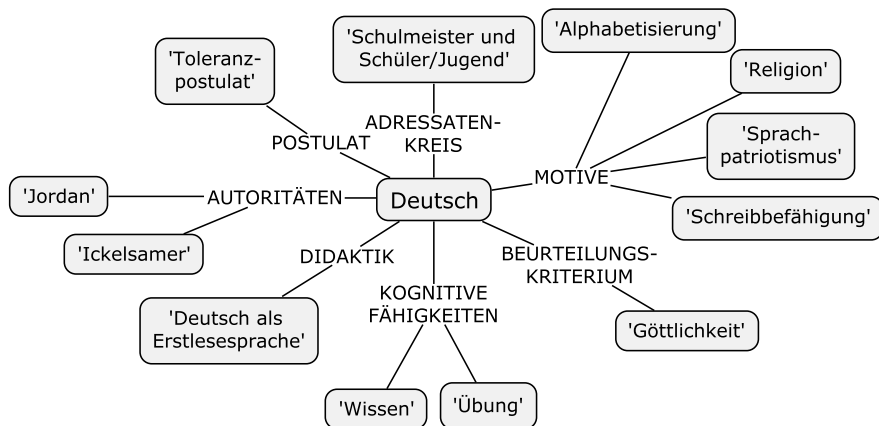 'Schulmeister und
Schüler/Jugend'
'Alphabetisierung'
'Toleranz-
postulat'
'Religion'
ADRESSATEN-
KREIS
POSTULAT
'Sprach-
patriotismus'
MOTIVE
'Jordan'
AUTORITÄTEN
Deutsch
'Schreibbefähigung'
'Ickelsamer'
DIDAKTIK
BEURTEILUNGS-
KRITERIUM
KOGNITIVE
FÄHIGKEITEN
'Deutsch als
Erstlesesprache'
'Göttlichkeit'
'Wissen'
'Übung'